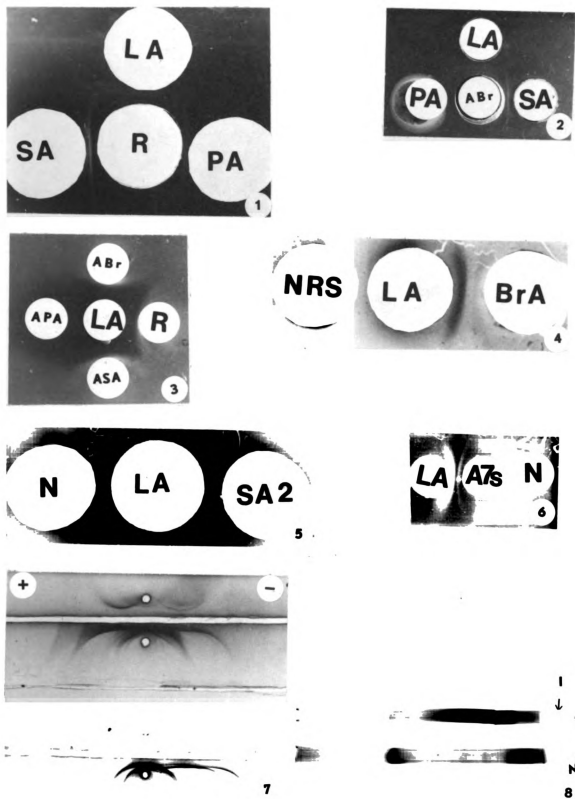 LA
SA R PA
1
LA
PA ABr SA
2
ABr
APA LA R
ASA
3
NRS LA BrA
4
N LA SA2
5
LA A7s N
6
+ −
7
I
↓
N
8